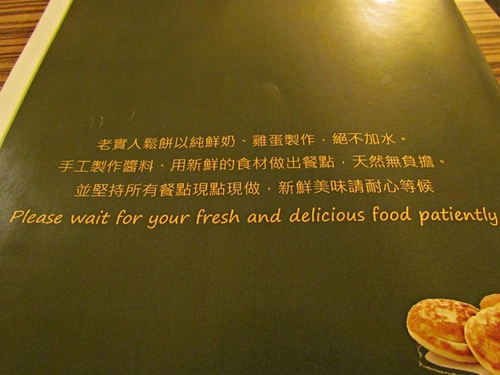 老實人鬆餅以純鮮奶、雞蛋製作，絕不加水。
手工製作醬料、用新鮮的食材做出餐點，天然無負擔。
並堅持所有餐點現點現做，新鮮美味請耐心等候
Please wait for your fresh and delicious food patiently